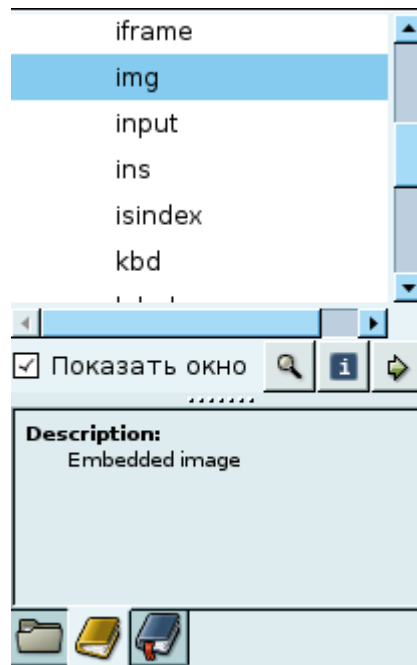 iframe
img
input
ins
isindex
kbd
Показать окно
Description:
Embedded image